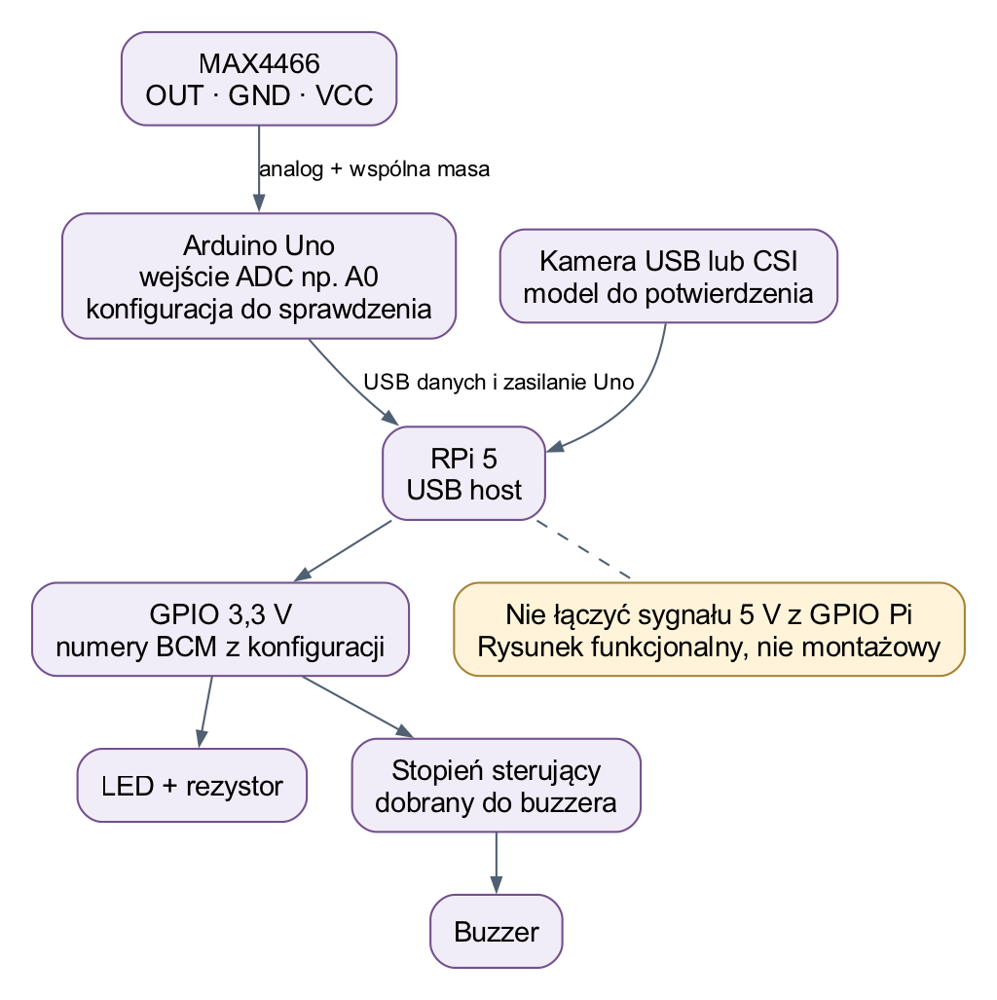 MAX4466
OUT · GND · VCC
analog + wspólna masa
Arduino Uno
wejście ADC np. A0
konfiguracja do sprawdzenia
Kamera USB lub CSI
model do potwierdzenia
USB danych i zasilanie Uno
RPi 5
USB host
GPIO 3,3 V
numery BCM z konfiguracji
Nie łączyć sygnału 5 V z GPIO Pi
Rysunek funkcjonalny, nie montażowy
LED + rezystor
Stopień sterujący
dobrany do buzzera
Buzzer